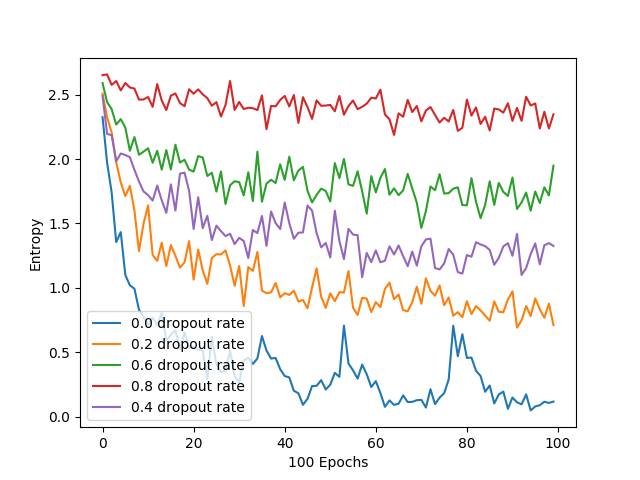 2.5
2.0
1.5
1.0
0.5
0.0
Entropy
0.0 dropout rate
0.2 dropout rate
0.6 dropout rate
0.8 dropout rate
0.4 dropout rate
0 20 40 60 80 100
100 Epochs